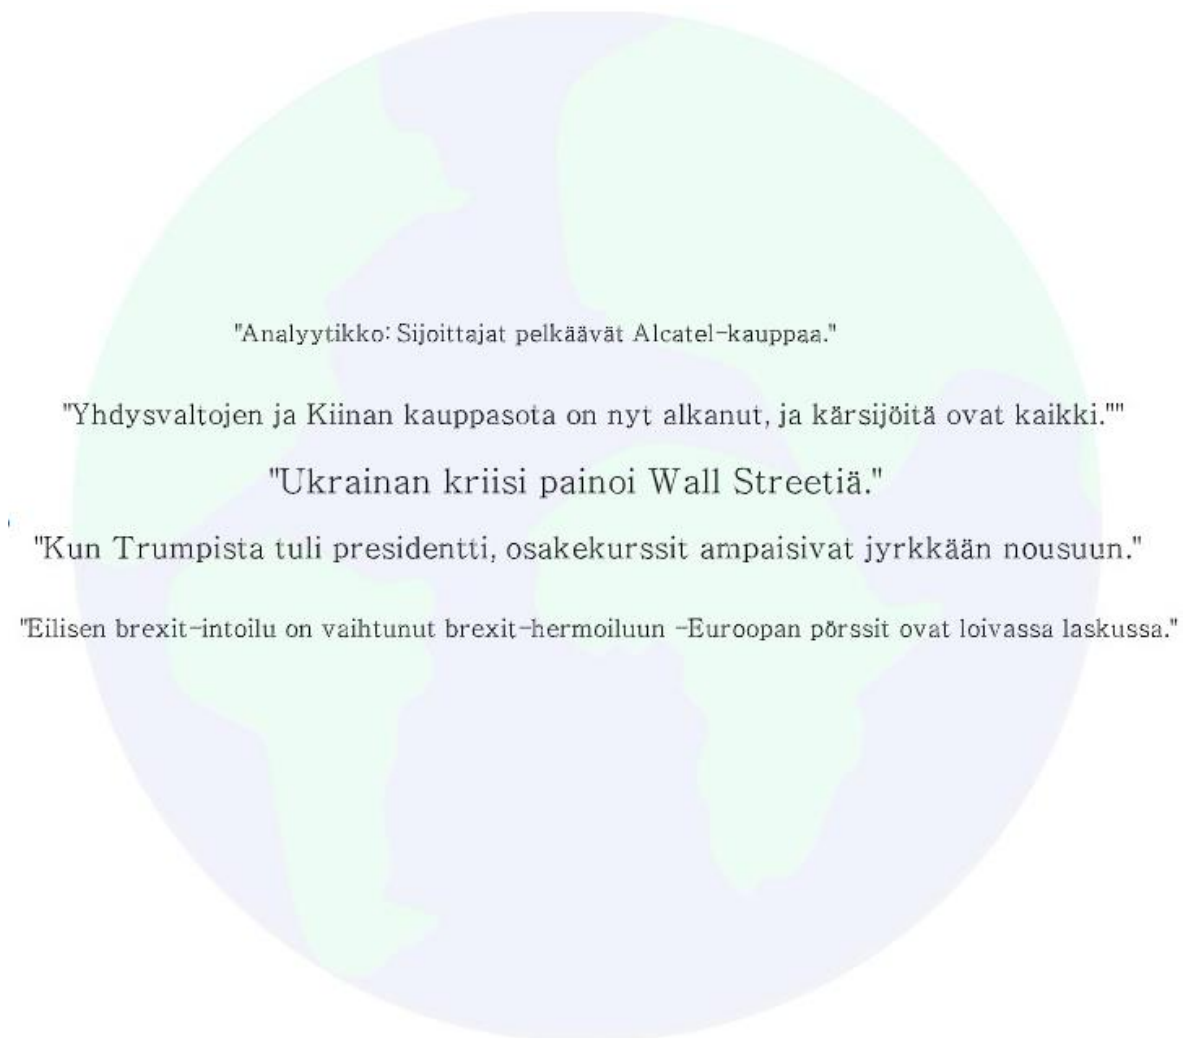 "Analyytikko: Sijoittajat pelkäävät Alcatel-kauppaa."
"Yhdysvaltojen ja Kiinan kauppasota on nyt alkanut, ja kärsijöitä ovat kaikki.""
"Ukrainan kriisi painoi Wall Streetiä."
"Kun Trumpista tuli presidentti, osakekurssit ampaisivat jyrkkään nousuun."
"Eilisen brexit-intoilu on vaihtunut brexit-hermoiluun -Euroopan pörssit ovat loivassa laskussa."